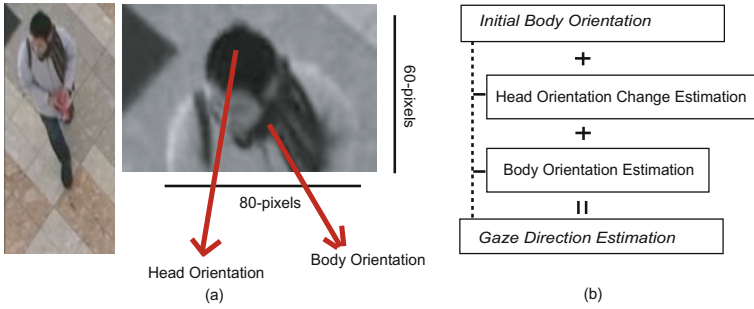 60-pixels
80-pixels
Head Orientation
Body Orientation
(a)
Initial Body Orientation
+
Head Orientation Change Estimation
+
Body Orientation Estimation
=
Gaze Direction Estimation
(b)